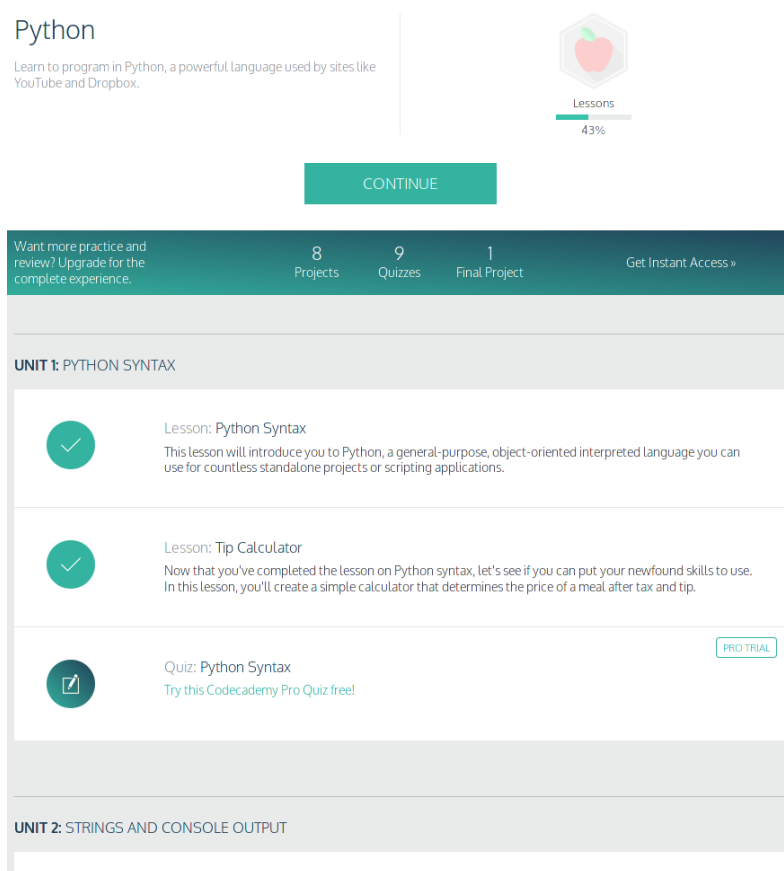 Python
Learn to program in Python, a powerful language used by sites like
YouTube and Dropbox.
Lessons
43%
CONTINUE
Want more practice and
review? Upgrade for the
complete experience.
8
Projects
9
Quizzes
1
Final Project
Get Instant Access »
UNIT 1: PYTHON SYNTAX
Lesson: Python Syntax
This lesson will introduce you to Python, a general-purpose, object-oriented interpreted language you can
use for countless standalone projects or scripting applications.
Lesson: Tip Calculator
Now that you've completed the lesson on Python syntax, let's see if you can put your newfound skills to use.
In this lesson, you'll create a simple calculator that determines the price of a meal after tax and tip.
PRO TRIAL
Quiz: Python Syntax
Try this Codecademy Pro Quiz free!
UNIT 2: STRINGS AND CONSOLE OUTPUT